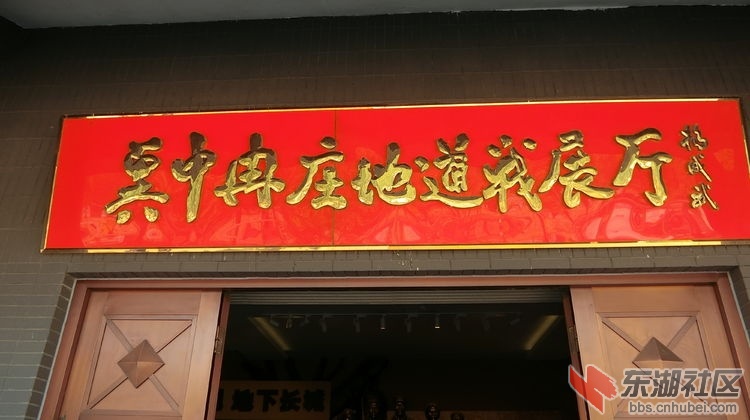 冀中冉庄地道战展厅
杨成武
地下长城
东湖社区
bbs.cnhubei.com